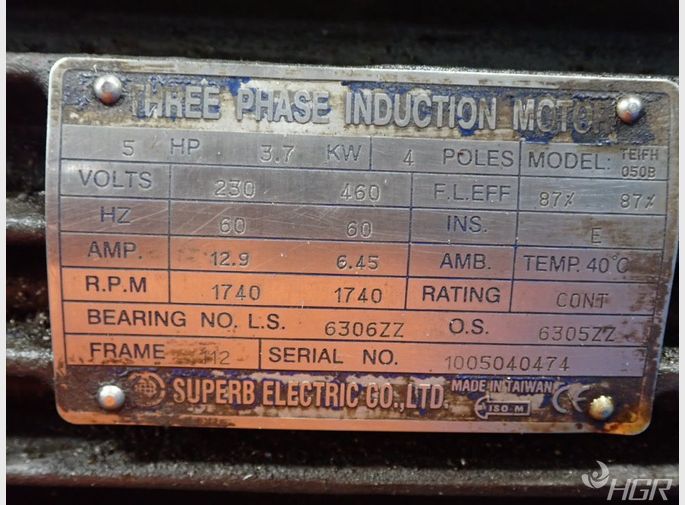 THREE PHASE INDUCTION MOTOR
5 HP 3.7 KW 4 POLES MODEL: TEIFH 050B
VOLTS 230 460 F.L.EFF 87% 87%
HZ 60 60 INS. E
AMP. 12.9 6.45 AMB. TEMP. 40°C
R.P.M 1740 1740 RATING CONT
BEARING NO. L.S. 6306ZZ O.S. 6305ZZ
FRAME 112 SERIAL NO. 1005040474
SUPERB ELECTRIC CO.,LTD. MADE IN TAIWAN
ISO-M CE
HGR